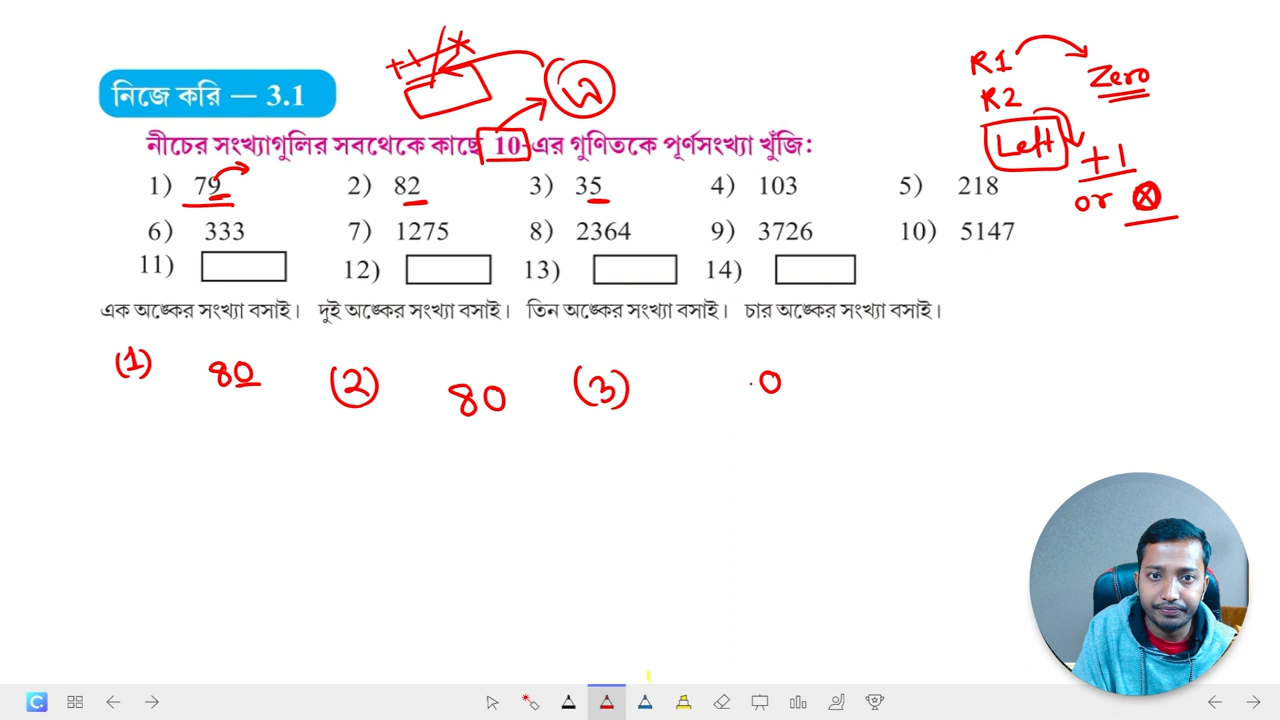 নিজে করি — 3.1
নীচের সংখ্যাগুলির সবথেকে কাছে 10-এর গুণিতকে পূর্ণসংখ্যা খুঁজি:
1) 79 2) 82 3) 35 4) 103 5) 218
6) 333 7) 1275 8) 2364 9) 3726 10) 5147
11) 12) 13) 14)
এক অঙ্কের সংখ্যা বসাই। দুই অঙ্কের সংখ্যা বসাই। তিন অঙ্কের সংখ্যা বসাই। চার অঙ্কের সংখ্যা বসাই।
R1 Zero
R2
Left +1
or
(1) 80 (2) 80 (3) 0